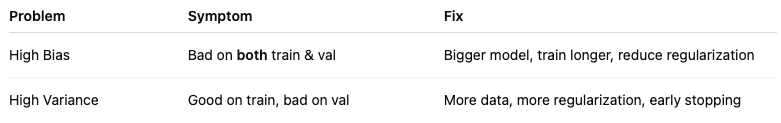 Problem Symptom Fix
High Bias Bad on both train & val Bigger model, train longer, reduce regularization
High Variance Good on train, bad on val More data, more regularization, early stopping